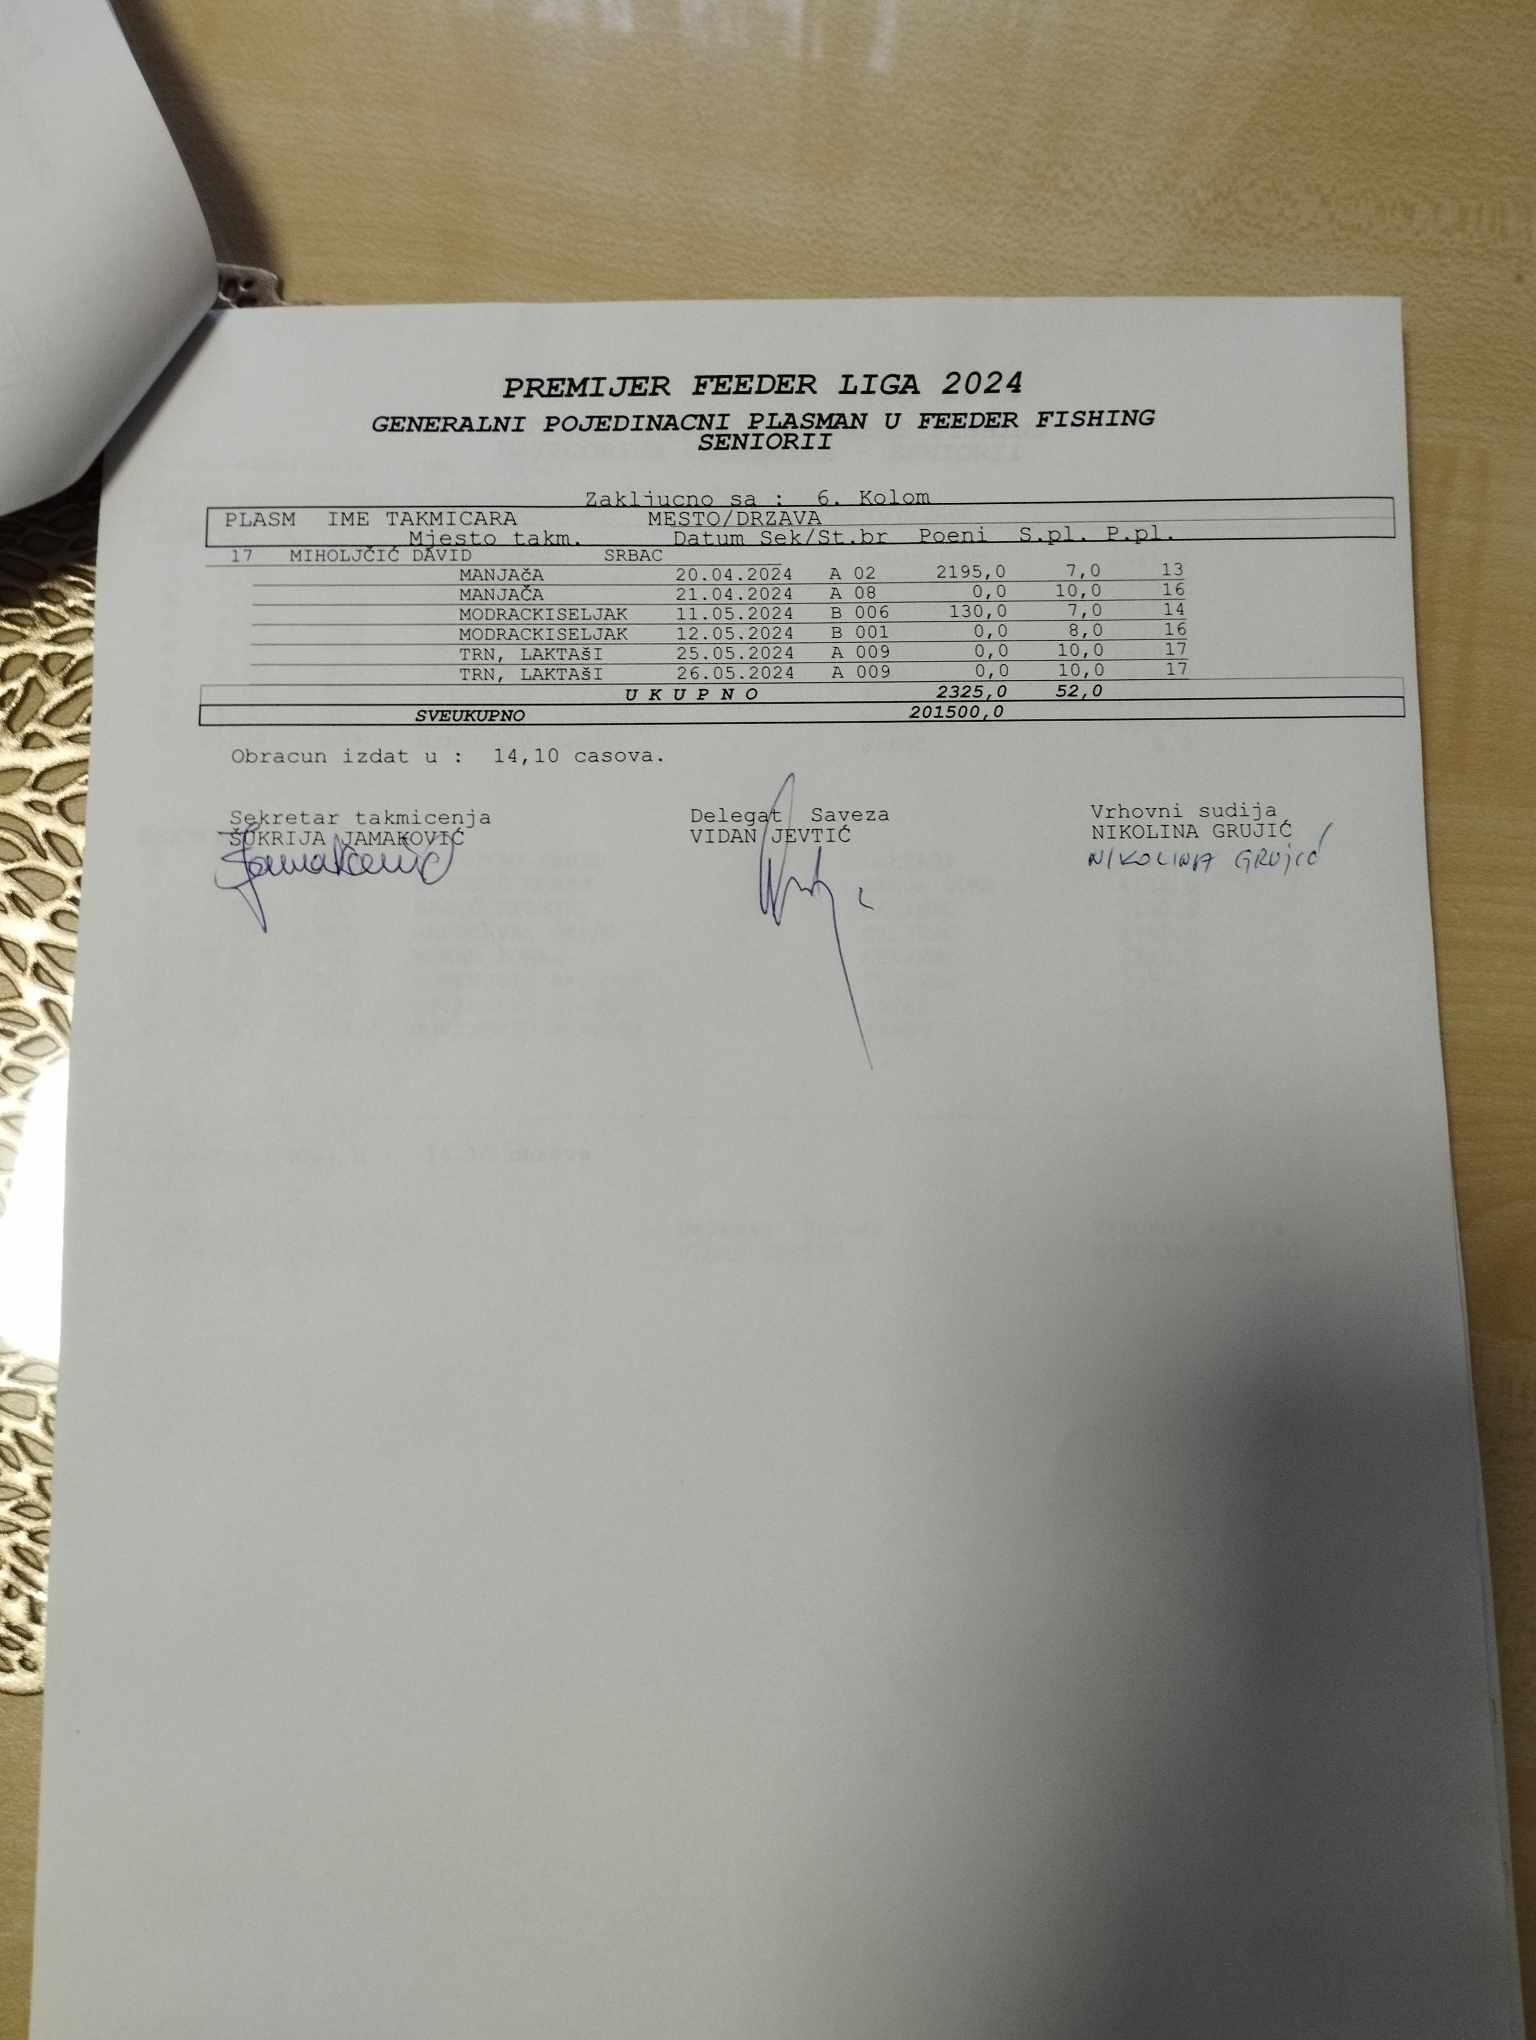 PREMIJER FEEDER LIGA 2024
GENERALNI POJEDINACNI PLASMAN U FEEDER FISHING
SENIORII
Zakljucno sa : 6. Kolom
PLASM IME TAKMICARA MESTO/DRZAVA
Mjesto takm. Datum Sek/St.br Poeni S.pl. P.pl.
17 MIHOLJČIĆ DAVID SRBAC
MANJAčA 20.04.2024 A 02 2195,0 7,0 13
MANJAČA 21.04.2024 A 08 0,0 10,0 16
MODRACKISELJAK 11.05.2024 B 006 130,0 7,0 14
MODRACKISELJAK 12.05.2024 B 001 0,0 8,0 16
TRN, LAKTAšI 25.05.2024 A 009 0,0 10,0 17
TRN, LAKTAšI 26.05.2024 A 009 0,0 10,0 17
U K U P N O 2325,0 52,0
SVEUKUPNO 201500,0
Obracun izdat u : 14,10 casova.
Sekretar takmicenja Delegat Saveza Vrhovni sudija
ŠUKRIJA JAMAKOVIĆ VIDAN JEVTIĆ NIKOLINA GRUJIĆ
Jamaković NIKOLINA GRUJIĆ